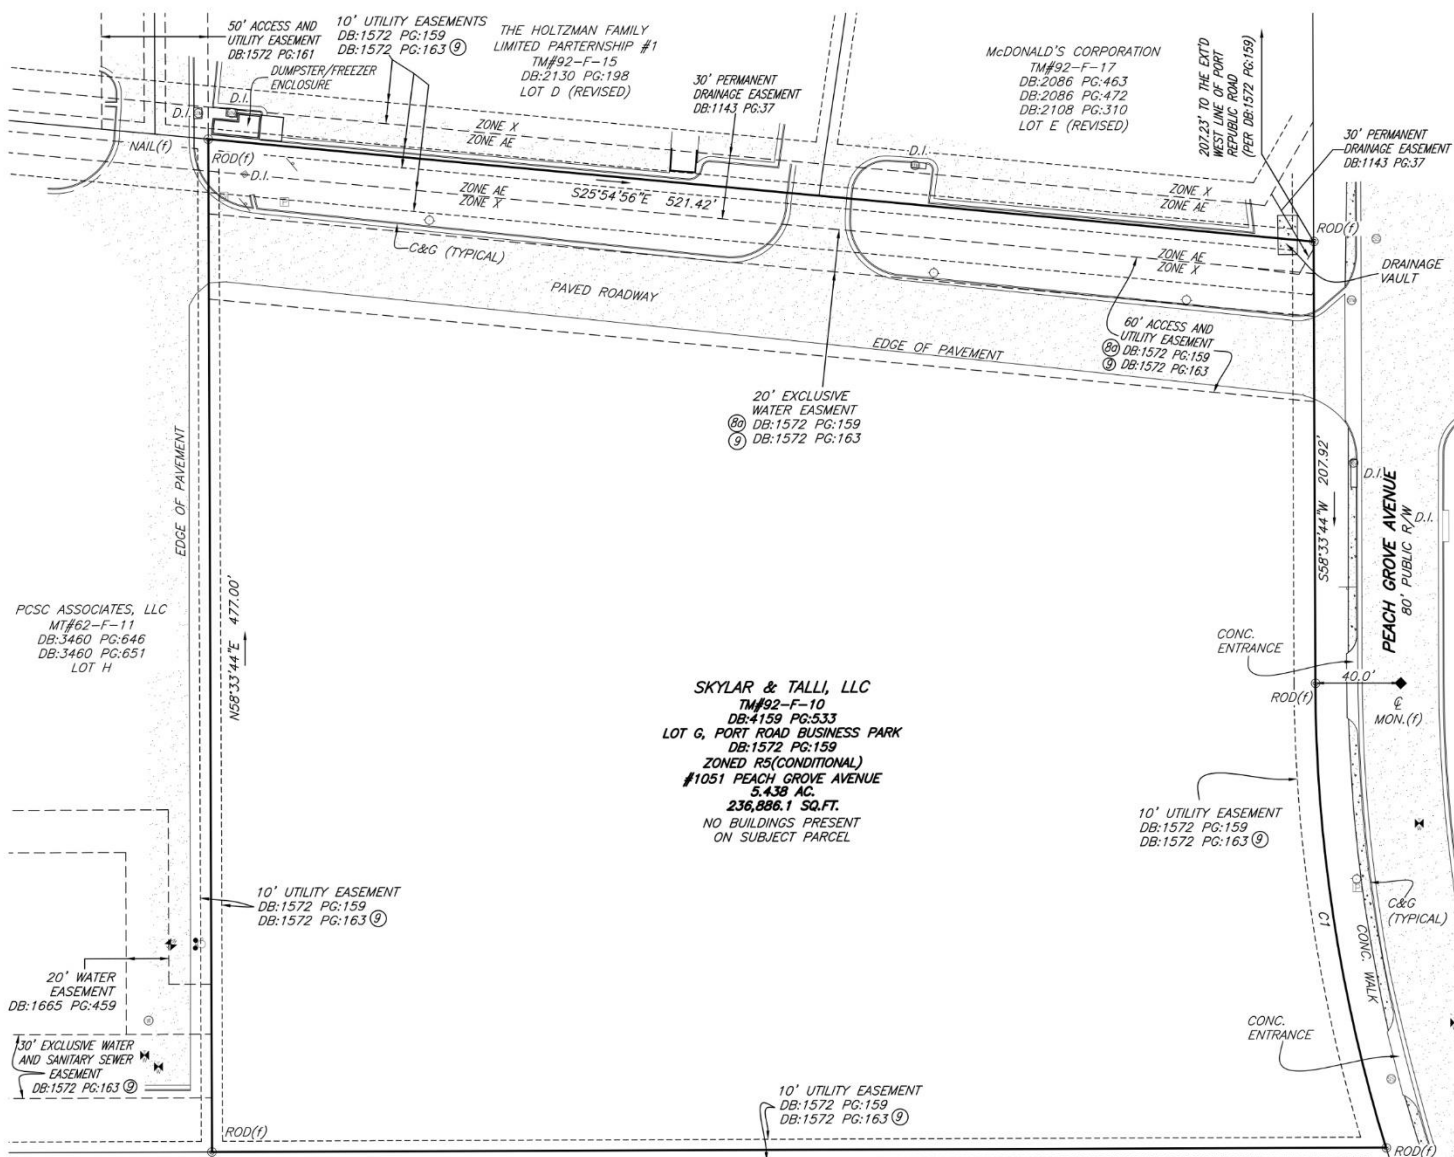 50' ACCESS AND
UTILITY EASEMENT
DB:1572 PG:161
10' UTILITY EASEMENTS
DB:1572 PG:159
DB:1572 PG:163 9
THE HOLTZMAN FAMILY
LIMITED PARTERNSHIP #1
TM#92-F-15
DB:2130 PG:198
LOT D (REVISED)
McDONALD'S CORPORATION
TM#92-F-17
DB:2086 PG:463
DB:2086 PG:472
DB:2108 PG:310
LOT E (REVISED)
207.23' TO THE EXT'D
WEST LINE OF PORT
REPUBLIC ROAD
(PER DB:1572 PG:159)
30' PERMANENT
DRAINAGE EASEMENT
DB:1143 PG:37
DUMPSTER/FREEZER
ENCLOSURE
30' PERMANENT
DRAINAGE EASEMENT
DB:1143 PG:37
D.I.
D.I.
NAIL(f)
ROD(f)
D.I.
ZONE X
ZONE AE
ZONE AE
ZONE X
S25°54'56"E 521.42'
D.I.
ZONE X
ZONE AE
ZONE AE
ZONE X
ROD(f)
DRAINAGE
VAULT
C&G (TYPICAL)
PAVED ROADWAY
EDGE OF PAVEMENT
60' ACCESS AND
UTILITY EASEMENT
8a DB:1572 PG:159
9 DB:1572 PG:163
20' EXCLUSIVE
WATER EASMENT
8a DB:1572 PG:159
9 DB:1572 PG:163
EDGE OF PAVEMENT
S58°33'44"W 207.92'
D.I.
PEACH GROVE AVENUE
80' PUBLIC R/W
D.I.
N58°33'44"E 477.00'
PCSC ASSOCIATES, LLC
MT#62-F-11
DB:3460 PG:646
DB:3460 PG:651
LOT H
CONC.
ENTRANCE
40.0'
ROD(f)
℄
MON.(f)
SKYLAR & TALLI, LLC
TM#92-F-10
DB:4159 PG:533
LOT G, PORT ROAD BUSINESS PARK
DB:1572 PG:159
ZONED R5(CONDITIONAL)
#1051 PEACH GROVE AVENUE
5.438 AC.
236,886.1 SQ.FT.
NO BUILDINGS PRESENT
ON SUBJECT PARCEL
10' UTILITY EASEMENT
DB:1572 PG:159
DB:1572 PG:163 9
10' UTILITY EASEMENT
DB:1572 PG:159
DB:1572 PG:163 9
C1
C&G
(TYPICAL)
CONC. WALK
20' WATER
EASEMENT
DB:1665 PG:459
CONC.
ENTRANCE
30' EXCLUSIVE WATER
AND SANITARY SEWER
EASEMENT
DB:1572 PG:163 9
10' UTILITY EASEMENT
DB:1572 PG:159
DB:1572 PG:163 9
ROD(f)
ROD(f)